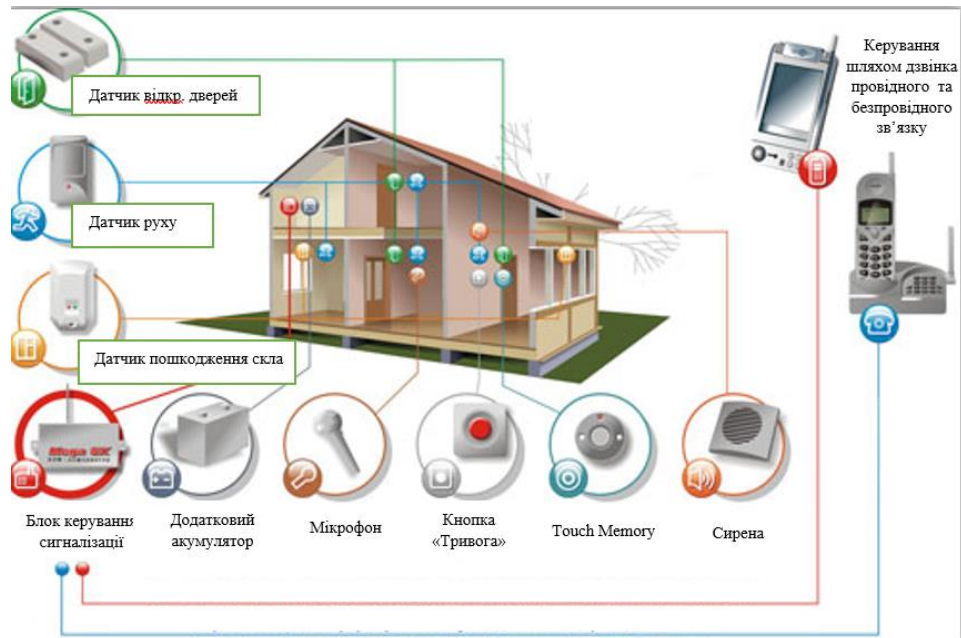 Датчик відкр. дверей
Керування
шляхом дзвінка
провідного та
безпровідного
зв’язку
Датчик руху
Датчик пошкодження скла
Блок керування
сигналізації
Додатковий
акумулятор
Мікрофон
Кнопка
«Тривога»
Touch Memory
Сирена